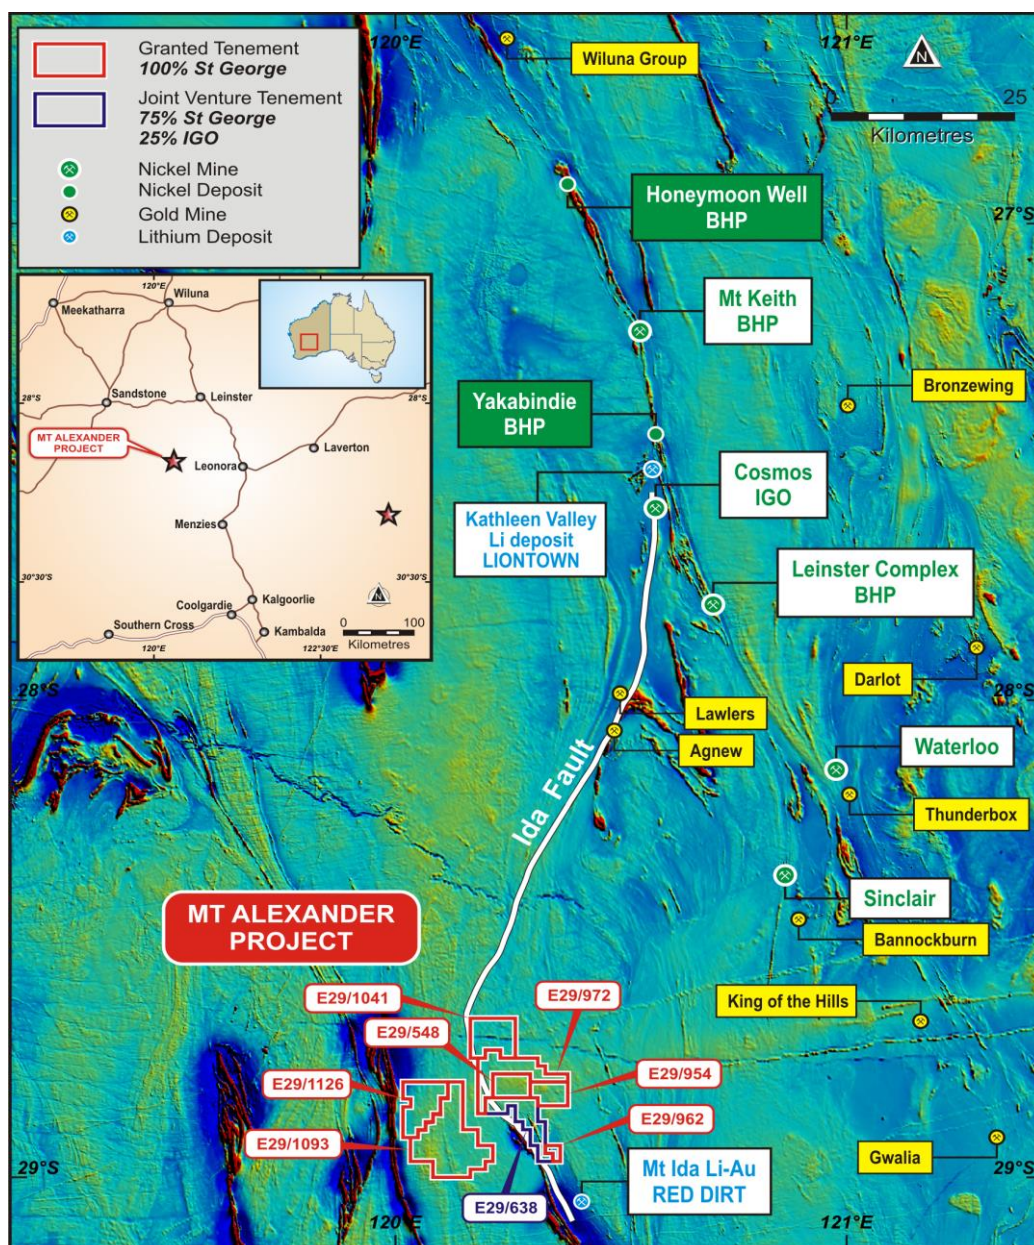 Granted Tenement
100% St George
Joint Venture Tenement
75% St George
25% IGO
Nickel Mine
Nickel Deposit
Gold Mine
Lithium Deposit
120°E
121°E
N
0 25
Kilometres
Wiluna Group
Honeymoon Well
BHP
27°S
Mt Keith
BHP
Bronzewing
Yakabindie
BHP
Cosmos
IGO
Kathleen Valley
Li deposit
LIONTOWN
Leinster Complex
BHP
120°E
Wiluna
Meekatharra
Sandstone
28°S
28°S
Leinster
MT ALEXANDER
PROJECT
Laverton
Leonora
Menzies
30°30'S
30°30'S
Kalgoorlie
Coolgardie
Southern Cross
Kambalda
N
0 100
Kilometres
120°E
122°30'E
Darlot
28°S
28°S
Lawlers
Agnew
Waterloo
Thunderbox
Ida Fault
Sinclair
Bannockburn
MT ALEXANDER
PROJECT
King of the Hills
E29/1041
E29/972
E29/548
E29/954
E29/1126
E29/962
E29/1093
Gwalia
29°S
29°S
Mt Ida Li-Au
RED DIRT
E29/638
120°E
121°E